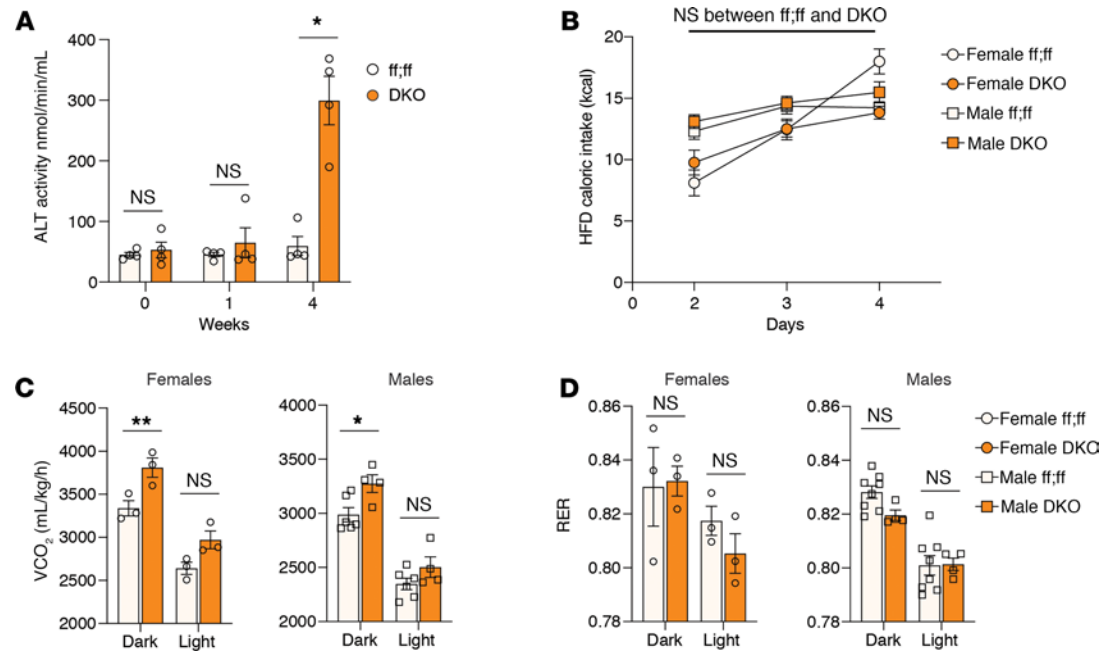 A
ALT activity nmol/min/mL
400
300
200
100
0
NS
NS
*
ff;ff
DKO
0 1 4
Weeks
B
NS between ff;ff and DKO
HFD caloric intake (kcal)
20
15
10
5
0
0 2 3 4
Days
Female ff;ff
Female DKO
Male ff;ff
Male DKO
C
Females
VCO2 (mL/kg/h)
4500
4000
3500
3000
2500
2000
**
NS
Dark Light
Males
4000
3500
3000
2500
2000
*
NS
Dark Light
D
Females
RER
0.86
0.84
0.82
0.80
0.78
NS
NS
Dark Light
Males
0.86
0.84
0.82
0.80
0.78
NS
NS
Dark Light
Female ff;ff
Female DKO
Male ff;ff
Male DKO